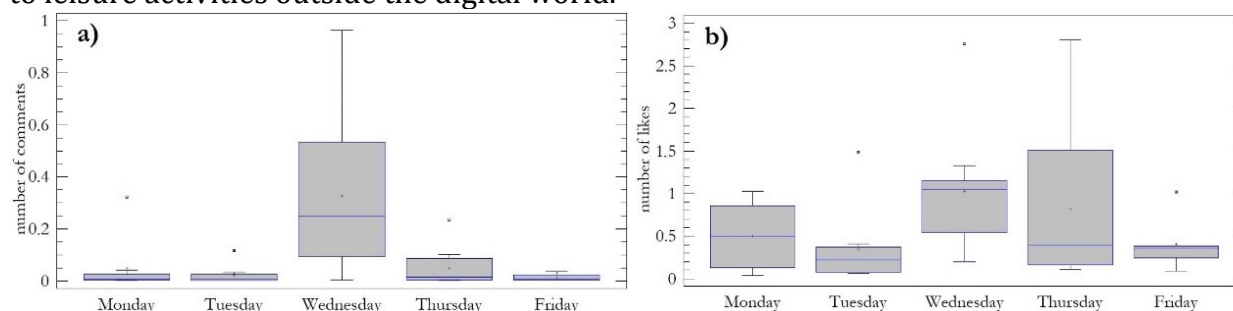 to leisure activities outside the digital world.
a)
number of comments
1
0.8
0.6
0.4
0.2
0
Monday Tuesday Wednesday Thursday Friday
b)
number of likes
3
2.5
2
1.5
1
0.5
0
Monday Tuesday Wednesday Thursday Friday